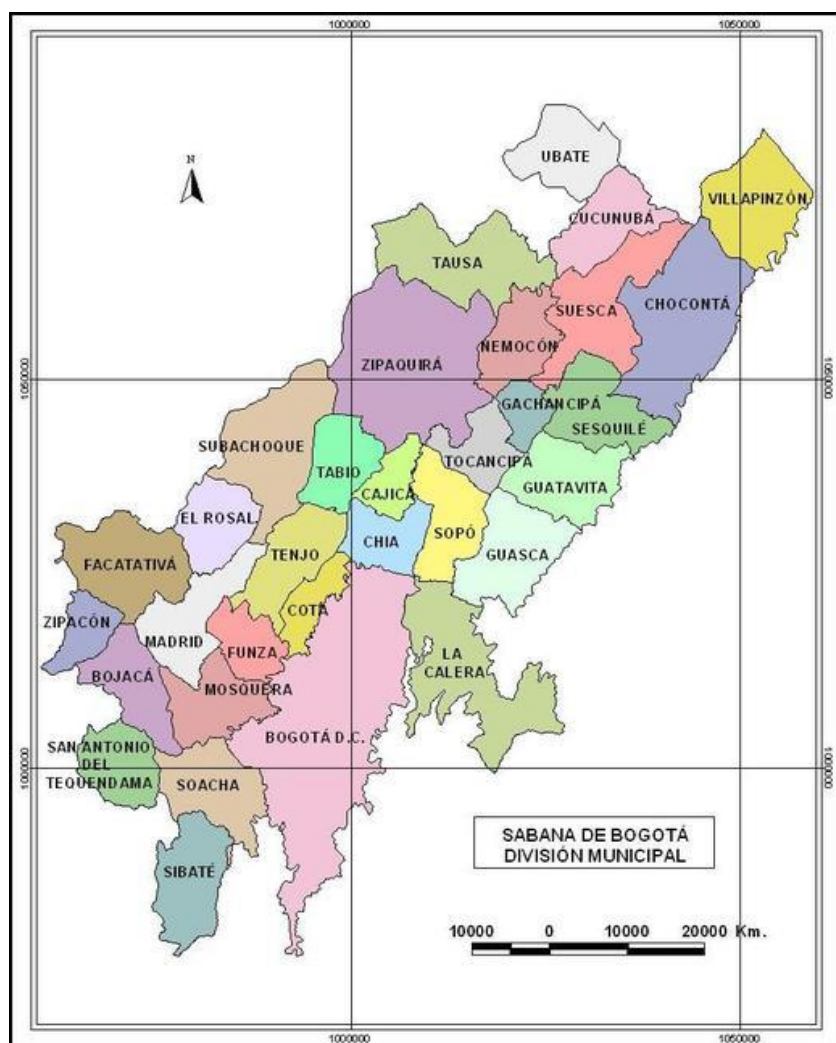 1000000
1050000
N
UBATE
VILLAPINZÓN
CUCUNUBÁ
TAUSA
CHOCONTÁ
SUESCA
NEMOCÓN
ZIPAQUIRÁ
1050000
1050000
GACHANCIPÁ
SESQUILÉ
SUBACHOQUE
TOCANCIPÁ
TABIO
GUATAVITA
CAJICÁ
EL ROSAL
SOPÓ
CHIA
TENJO
GUASCA
FACATATIVÁ
COTA
ZIPACÓN
MADRID
FUNZA
LA
CALERA
BOJACÁ
MOSQUERA
BOGOTÁ D.C.
SAN ANTONIO
DEL
TEQUENDAMA
1000000
1000000
SOACHA
SABANA DE BOGOTÁ
DIVISIÓN MUNICIPAL
SIBATÉ
10000 0 10000 20000 Km.
1000000
1050000